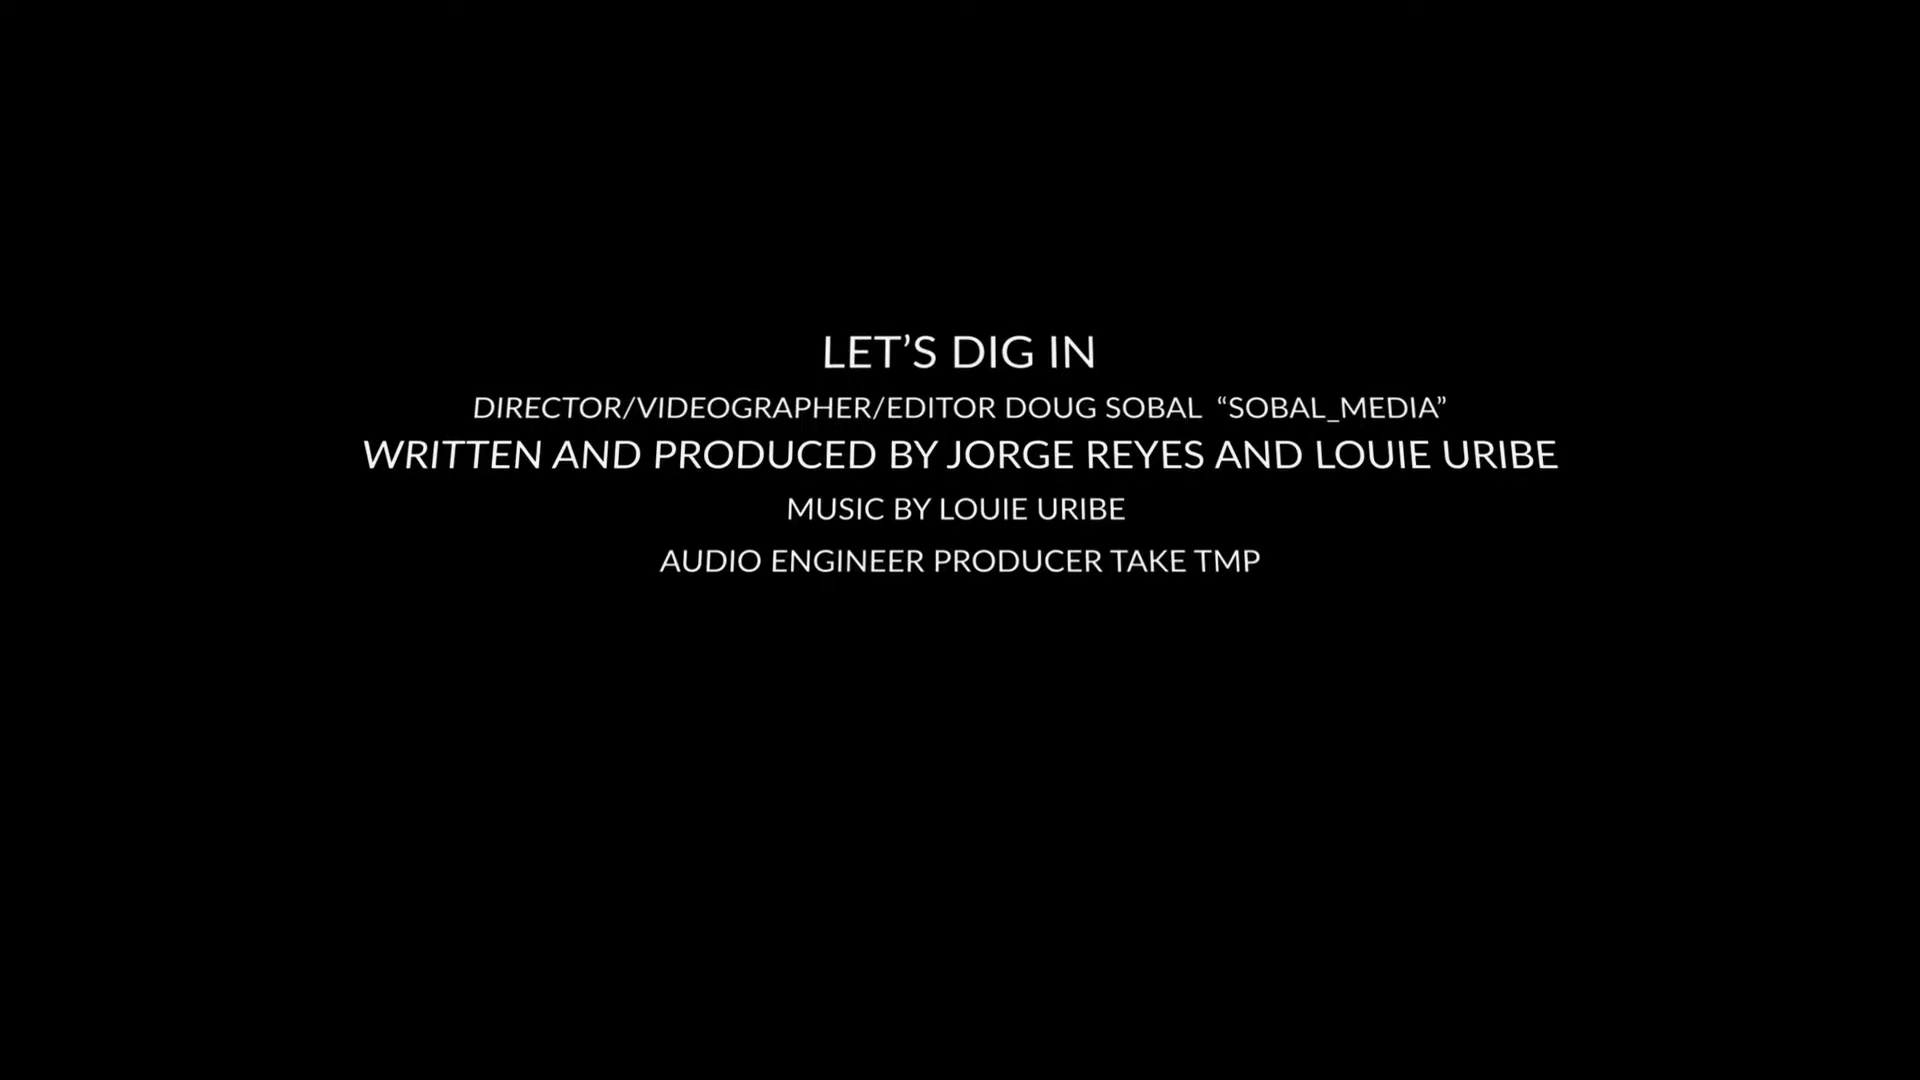 LET’S DIG IN
DIRECTOR/VIDEOGRAPHER/EDITOR DOUG SOBAL “SOBAL_MEDIA”
WRITTEN AND PRODUCED BY JORGE REYES AND LOUIE URIBE
MUSIC BY LOUIE URIBE
AUDIO ENGINEER PRODUCER TAKE TMP